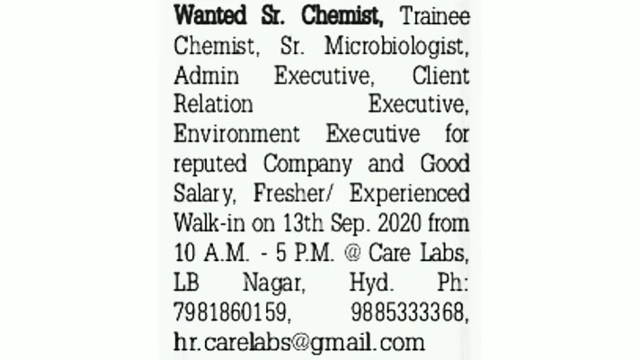 Wanted Sr. Chemist, Trainee
Chemist, Sr. Microbiologist,
Admin Executive, Client
Relation Executive,
Environment Executive for
reputed Company and Good
Salary, Fresher/ Experienced
Walk-in on 13th Sep. 2020 from
10 A.M. - 5 P.M. @ Care Labs,
LB Nagar, Hyd. Ph:
7981860159, 9885333368,
hr.carelabs@gmail.com